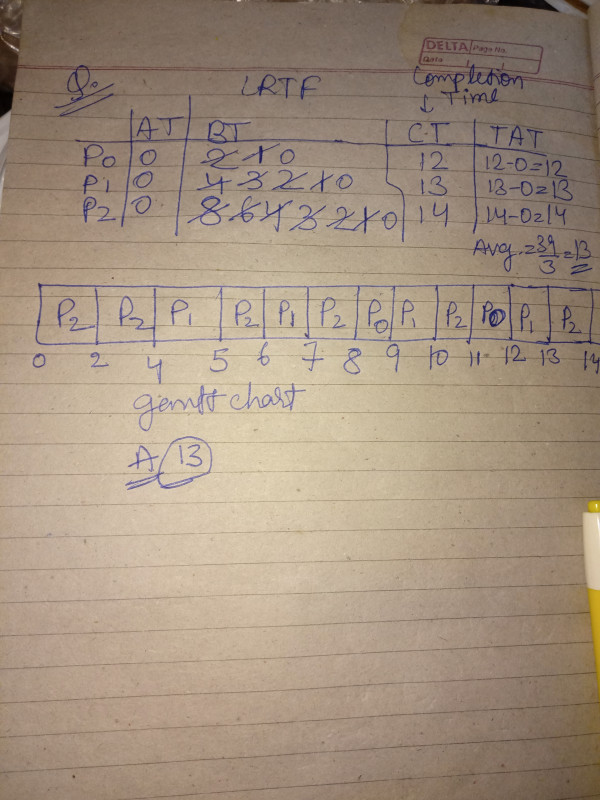 DELTA Page No.
Date
Q. LRTF Completion
↓ Time
AT BT C.T TAT
P0 0 2 1 0 12 12-0=12
P1 0 4 3 2 1 0 13 13-0=13
P2 0 8 6 4 3 2 1 0 14 14-0=14
Avg.=39/3=13
P2 P2 P1 P2 P1 P2 P0 P1 P2 P0 P1 P2
0 2 4 5 6 7 8 9 10 11 12 13 14
gantt chart
A 13